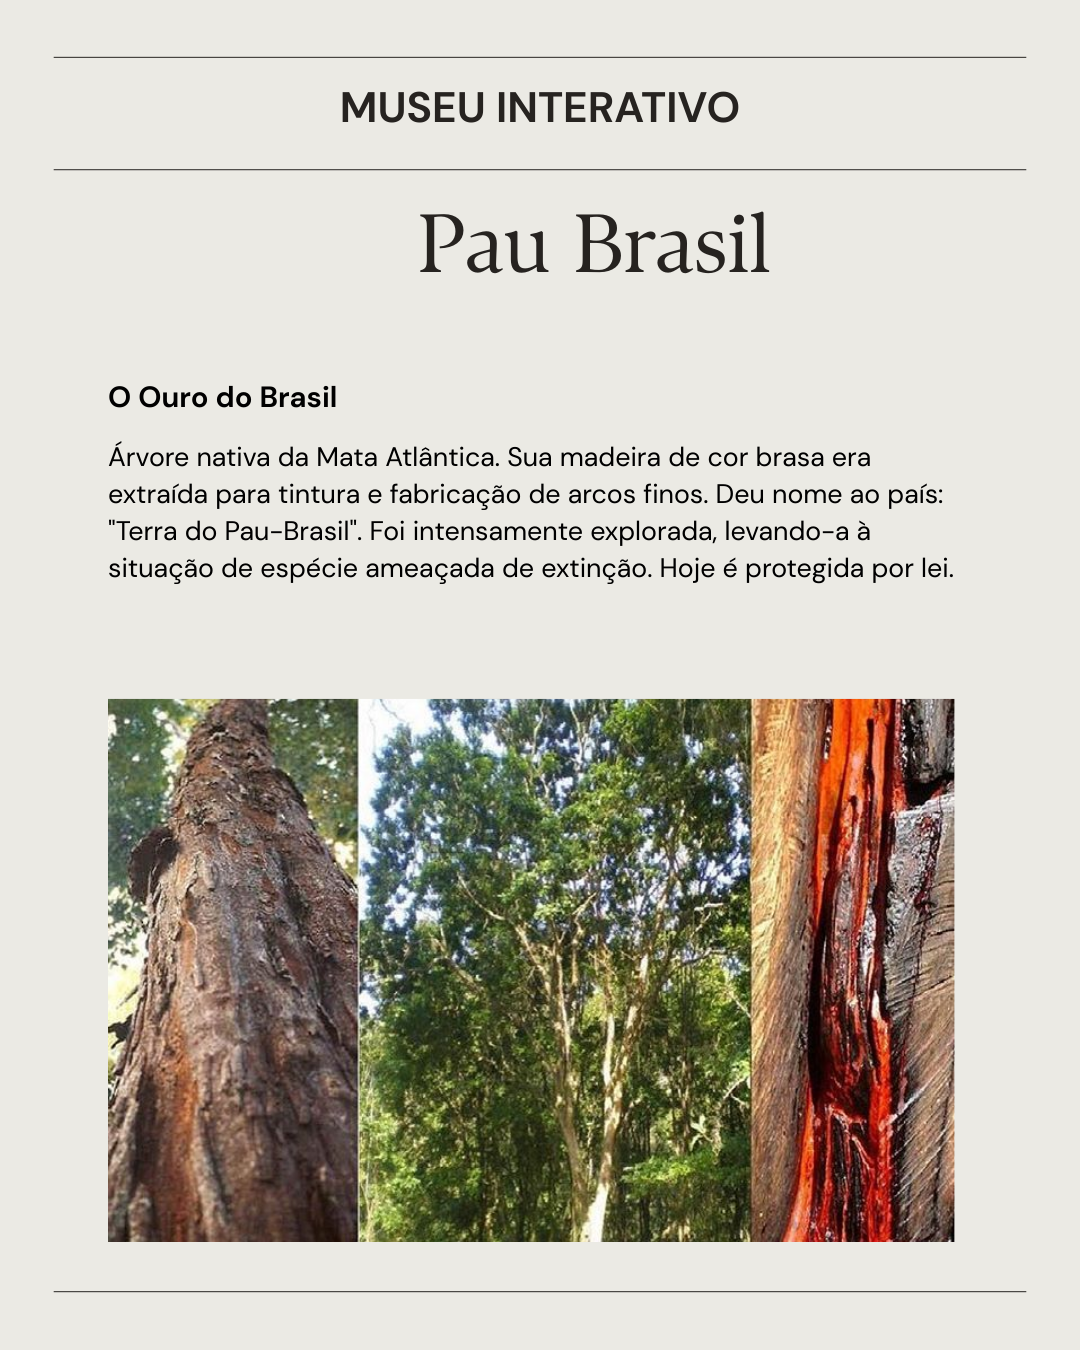 MUSEU INTERATIVO
Pau Brasil
O Ouro do Brasil
Árvore nativa da Mata Atlântica. Sua madeira de cor brasa era
extraída para tintura e fabricação de arcos finos. Deu nome ao país:
"Terra do Pau-Brasil". Foi intensamente explorada, levando-a à
situação de espécie ameaçada de extinção. Hoje é protegida por lei.